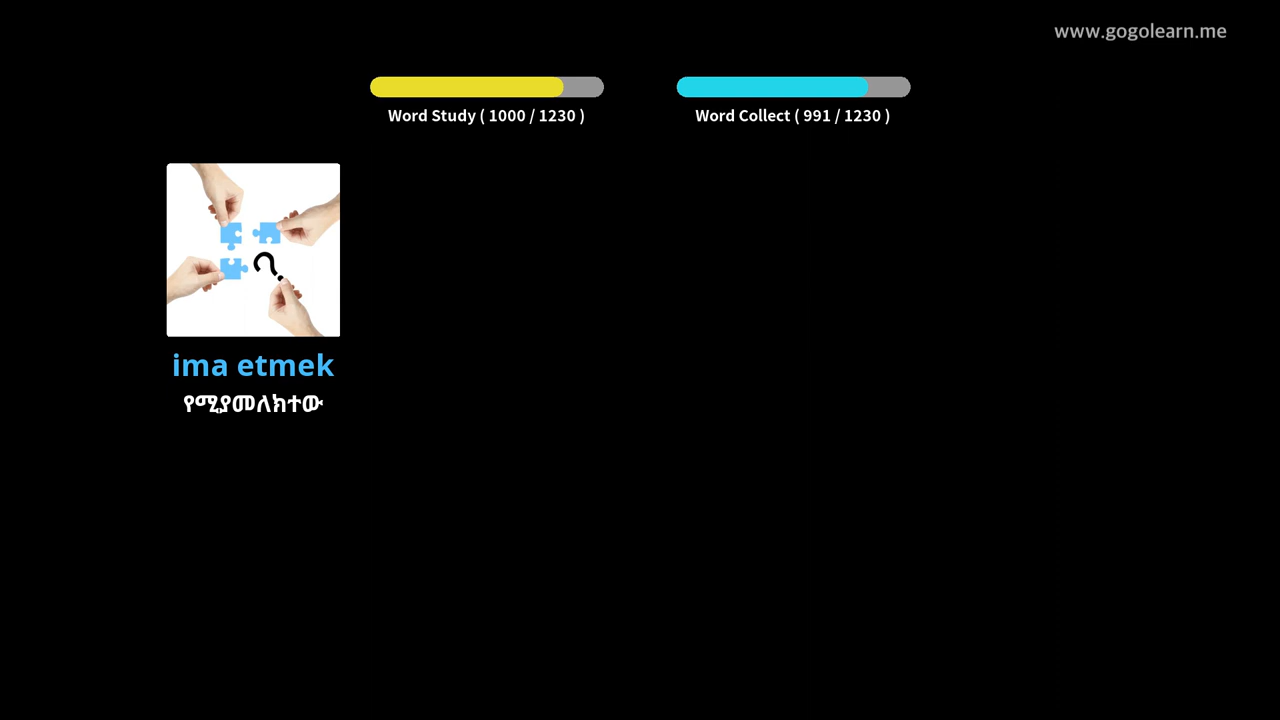 www.gogolearn.me
Word Study ( 1000 / 1230 )
Word Collect ( 991 / 1230 )
ima etmek
የሚያመለክተው